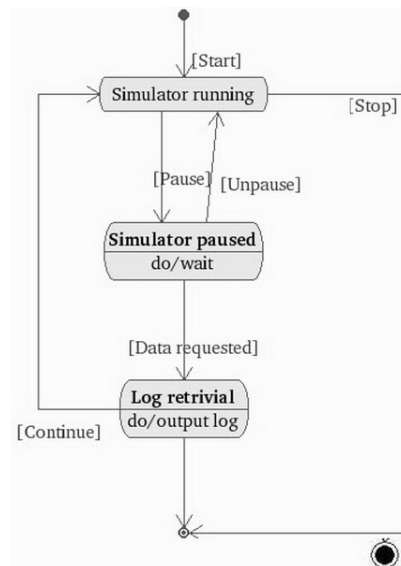 [Start]
Simulator running
[Stop]
[Pause]
[Unpause]
Simulator paused
do/wait
[Data requested]
Log retrivial
do/output log
[Continue]